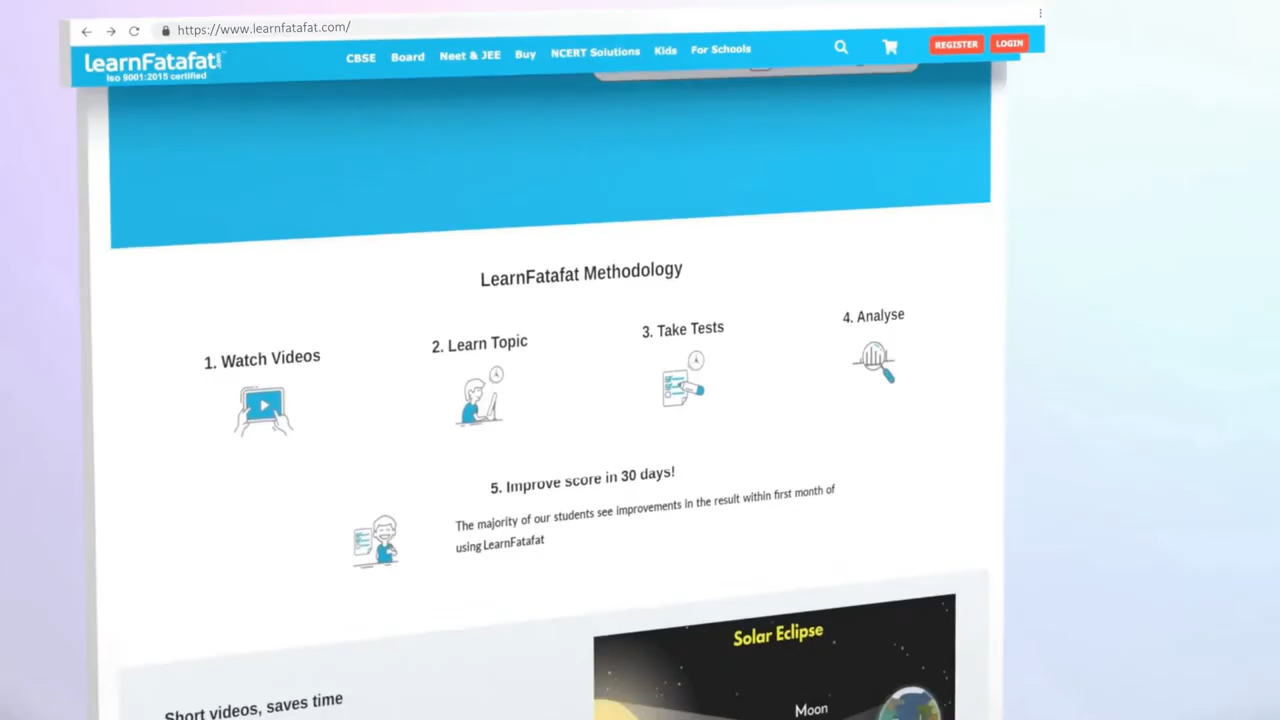 https://www.learnfatafat.com/
learnFatafat.com
Iso 9001:2015 certified
CBSE Board Neet & JEE Buy NCERT Solutions Kids For Schools
REGISTER LOGIN
LearnFatafat Methodology
1. Watch Videos
2. Learn Topic
3. Take Tests
4. Analyse
5. Improve score in 30 days!
The majority of our students see improvements in the result within first month of
using LearnFatafat
Short videos, saves time
Solar Eclipse
Moon